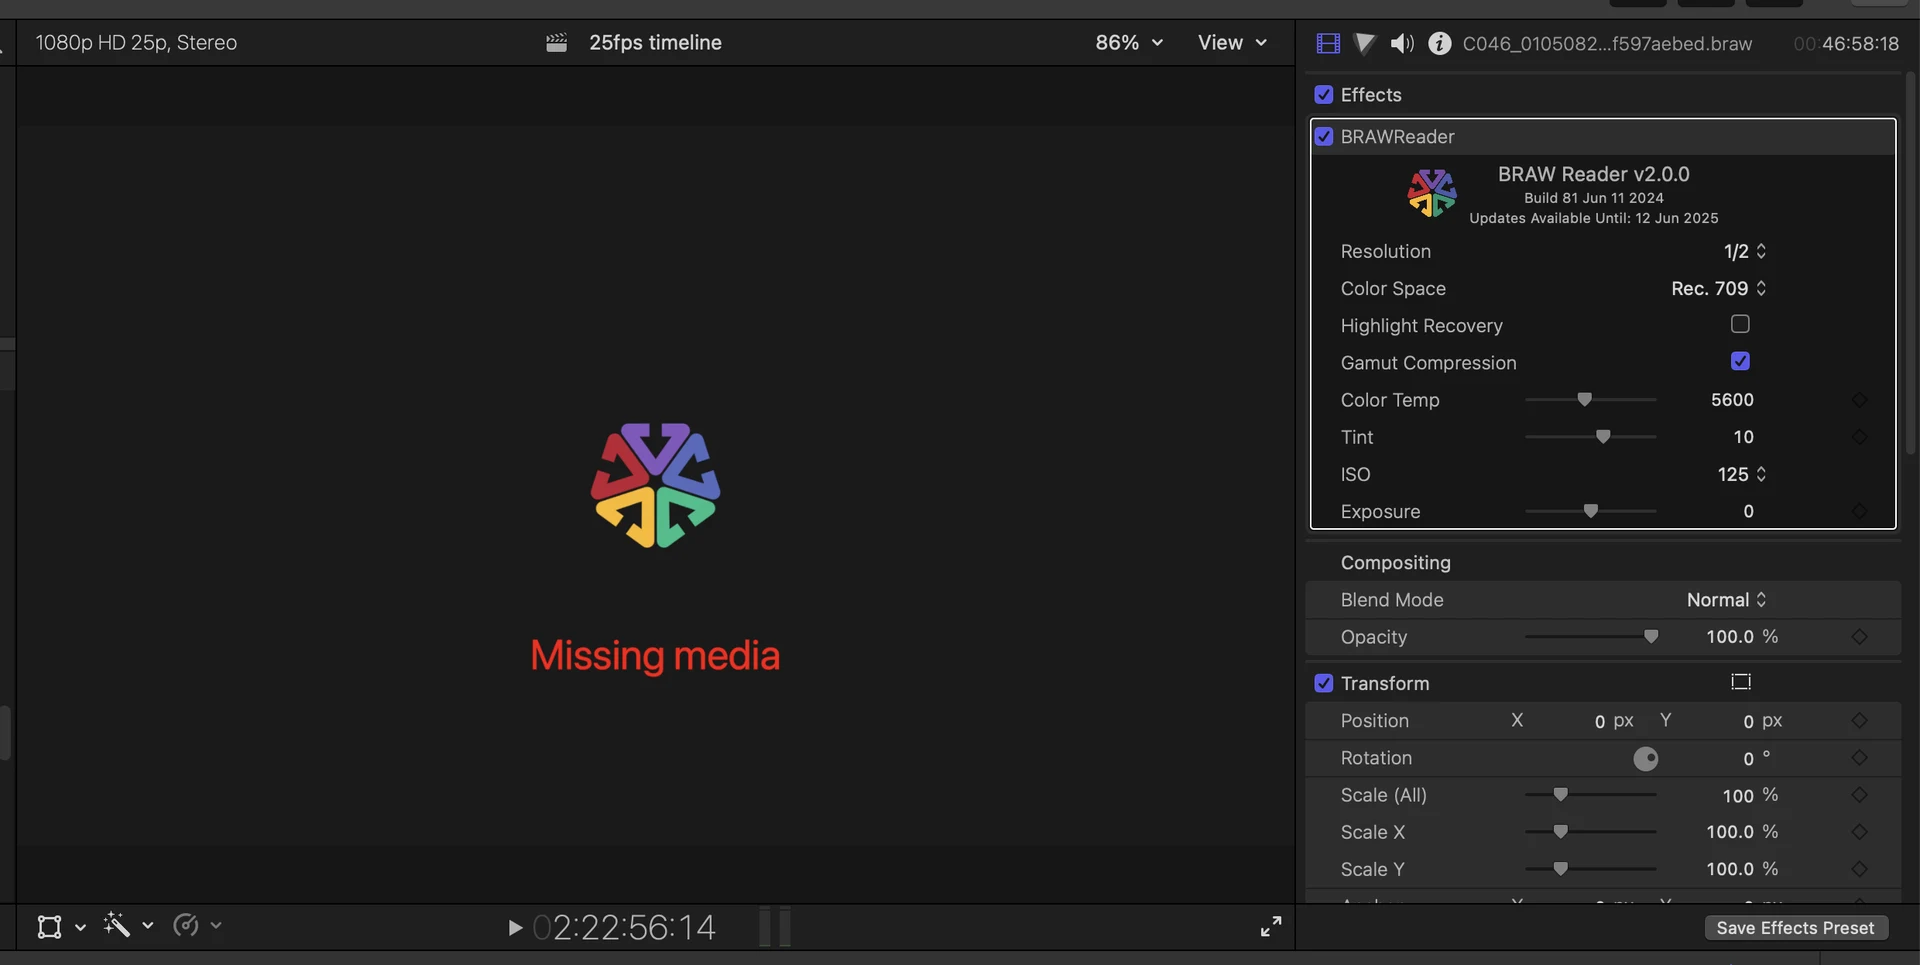 1080p HD 25p, Stereo
25fps timeline
86%
View
C046_0105082...f597aebed.braw
00:46:58:18
Effects
BRAWReader
BRAW Reader v2.0.0
Build 81 Jun 11 2024
Updates Available Until: 12 Jun 2025
Resolution 1/2
Color Space Rec. 709
Highlight Recovery
Gamut Compression
Color Temp 5600
Tint 10
ISO 125
Exposure 0
Compositing
Blend Mode Normal
Opacity 100.0 %
Transform
Position X 0 px Y 0 px
Rotation 0 °
Scale (All) 100 %
Scale X 100.0 %
Scale Y 100.0 %
Missing media
02:22:56:14
Save Effects Preset